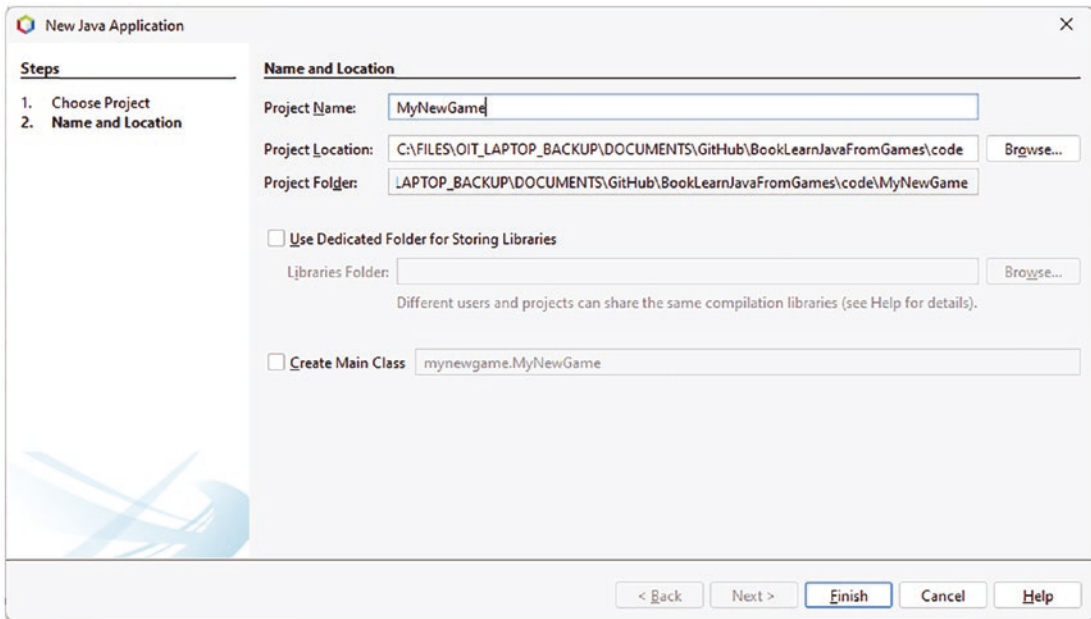 New Java Application
Steps
1. Choose Project
2. Name and Location
Name and Location
Project Name: MyNewGame
Project Location: C:\FILES\OIT_LAPTOP_BACKUP\DOCUMENTS\GitHub\BookLearnJavaFromGames\code Browse...
Project Folder: LAPTOP_BACKUP\DOCUMENTS\GitHub\BookLearnJavaFromGames\code\MyNewGame
Use Dedicated Folder for Storing Libraries
Libraries Folder: Browse...
Different users and projects can share the same compilation libraries (see Help for details).
Create Main Class mynewgame.MyNewGame
< Back Next > Finish Cancel Help